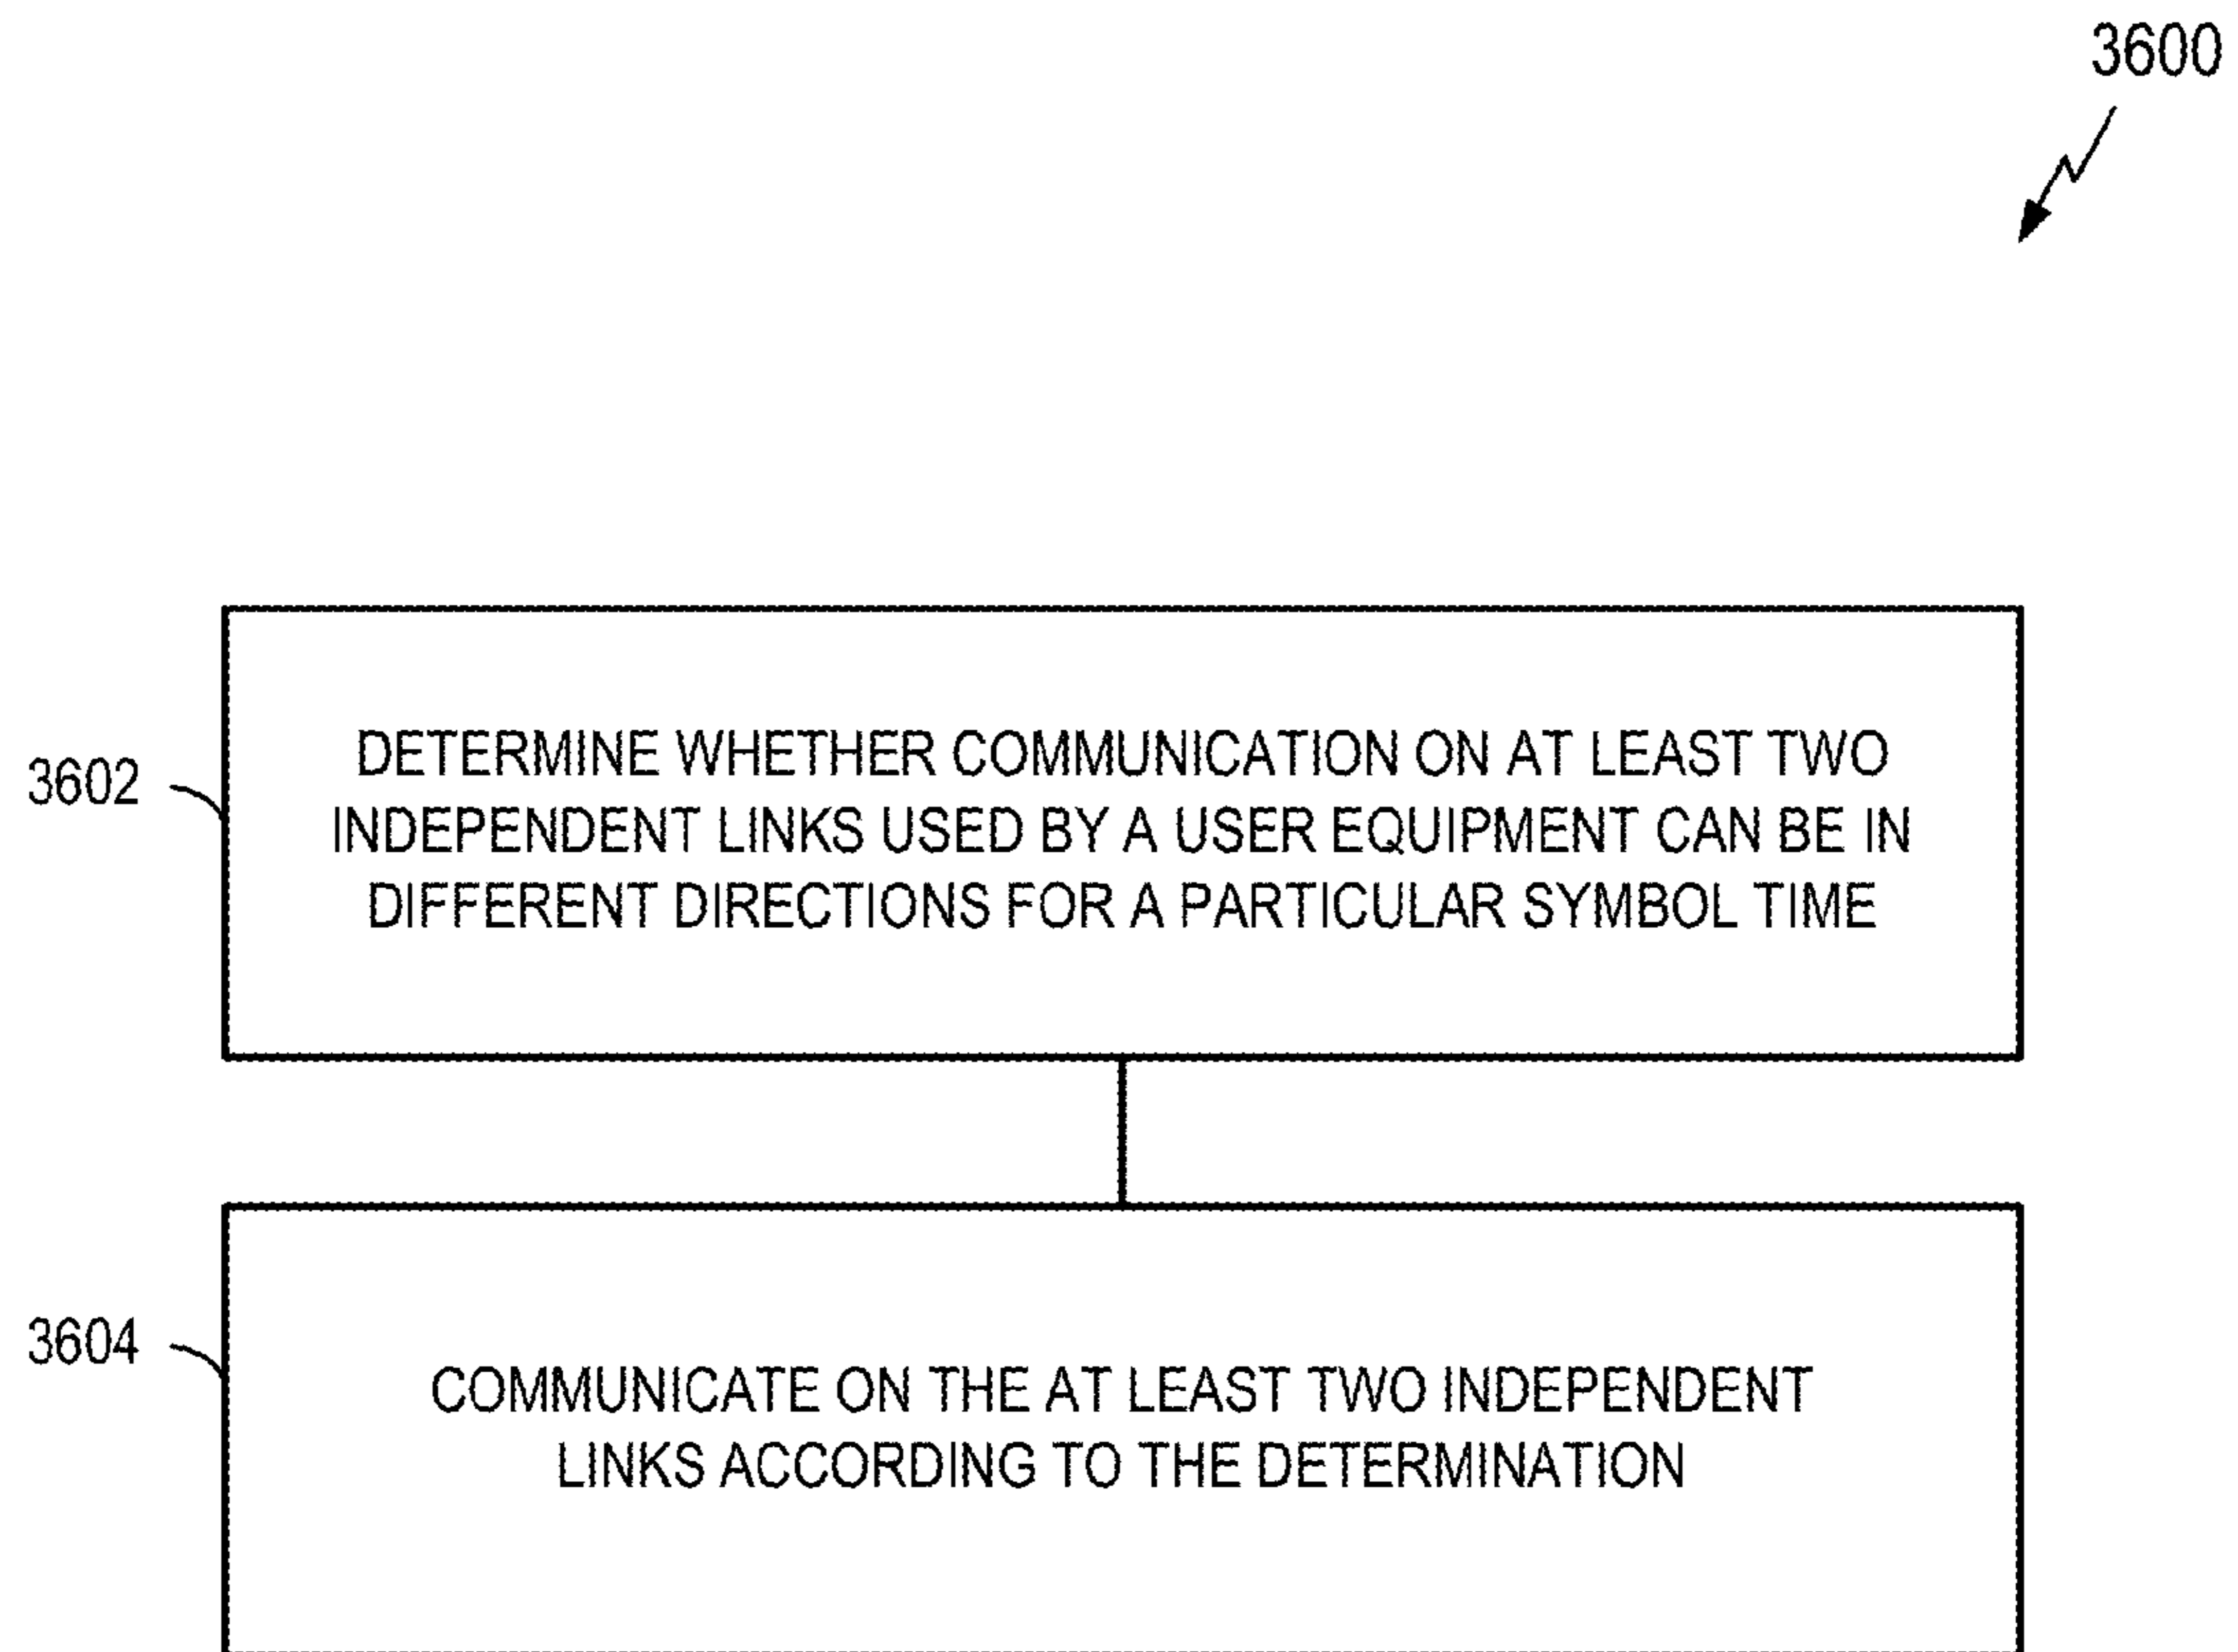 3600
3602
DETERMINE WHETHER COMMUNICATION ON AT LEAST TWO
INDEPENDENT LINKS USED BY A USER EQUIPMENT CAN BE IN
DIFFERENT DIRECTIONS FOR A PARTICULAR SYMBOL TIME
3604
COMMUNICATE ON THE AT LEAST TWO INDEPENDENT
LINKS ACCORDING TO THE DETERMINATION